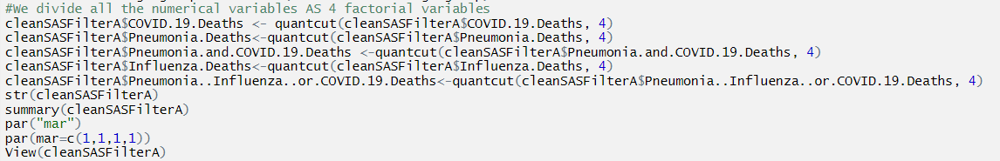 #We divide all the numerical variables AS 4 factorial variables
cleanSASFilterA$COVID.19.Deaths <- quantcut(cleanSASFilterA$COVID.19.Deaths, 4)
cleanSASFilterA$Pneumonia.Deaths<-quantcut(cleanSASFilterA$Pneumonia.Deaths, 4)
cleanSASFilterA$Pneumonia.and.COVID.19.Deaths <-quantcut(cleanSASFilterA$Pneumonia.and.COVID.19.Deaths, 4)
cleanSASFilterA$Influenza.Deaths<-quantcut(cleanSASFilterA$Influenza.Deaths, 4)
cleanSASFilterA$Pneumonia..Influenza..or.COVID.19.Deaths<-quantcut(cleanSASFilterA$Pneumonia..Influenza..or.COVID.19.Deaths, 4)
str(cleanSASFilterA)
summary(cleanSASFilterA)
par("mar")
par(mar=c(1,1,1,1))
View(cleanSASFilterA)